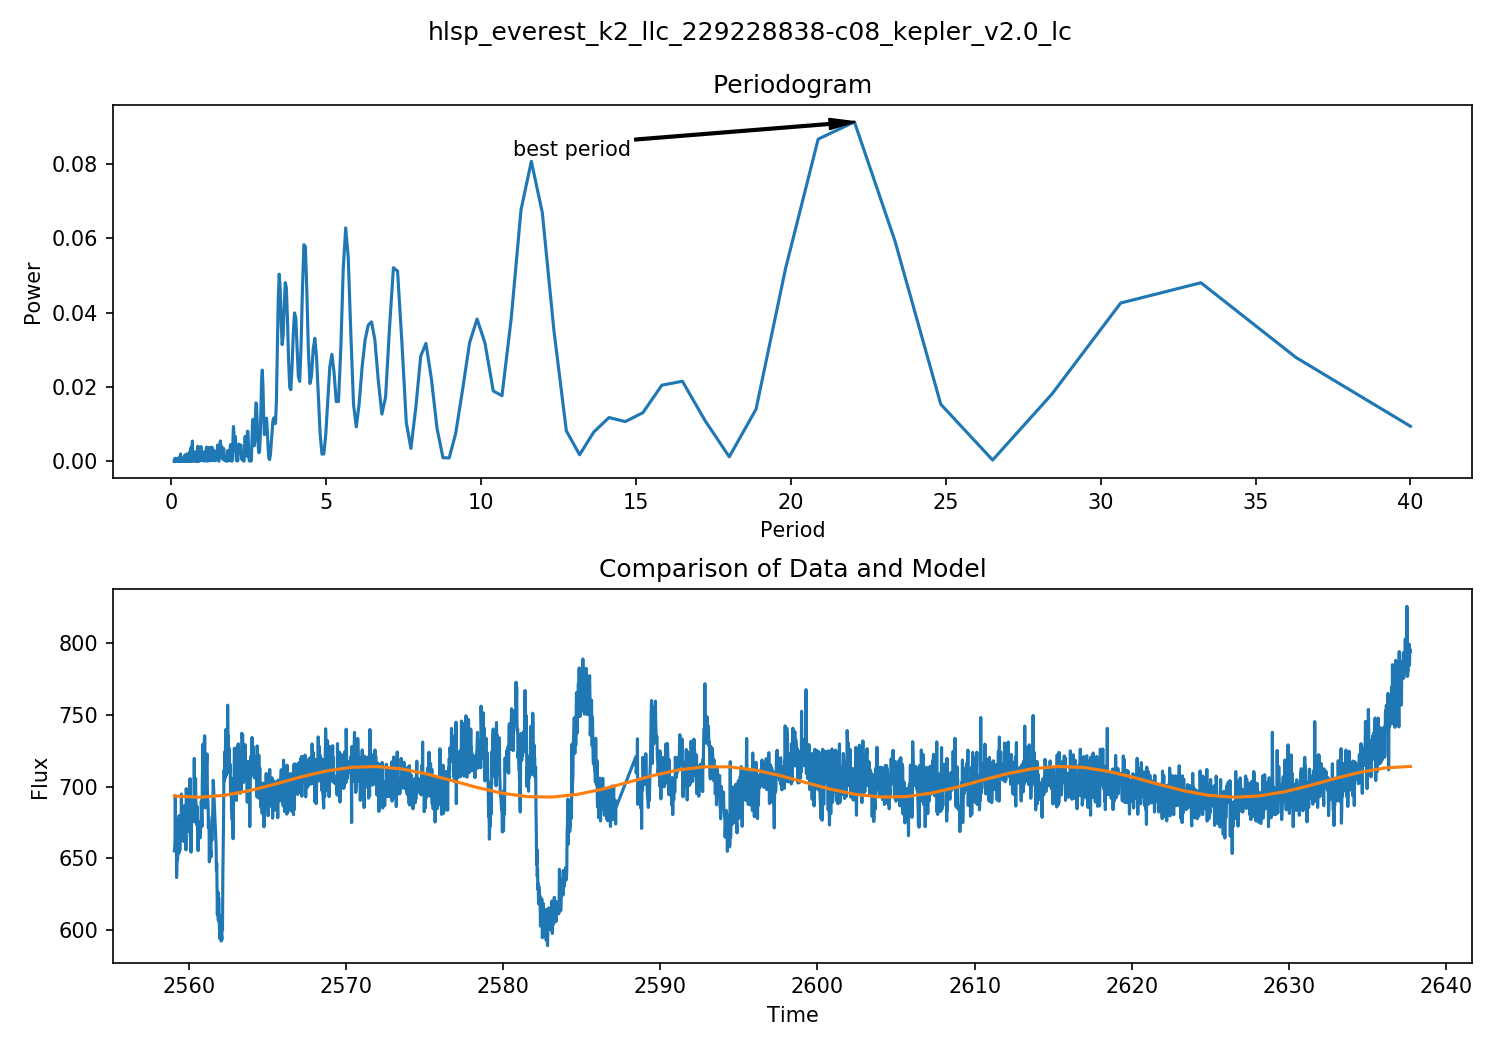 hlsp_everest_k2_llc_229228838-c08_kepler_v2.0_lc
Periodogram
best period
Power
0.08
0.06
0.04
0.02
0.00
0 5 10 15 20 25 30 35 40
Period
Comparison of Data and Model
Flux
800
750
700
650
600
2560 2570 2580 2590 2600 2610 2620 2630 2640
Time